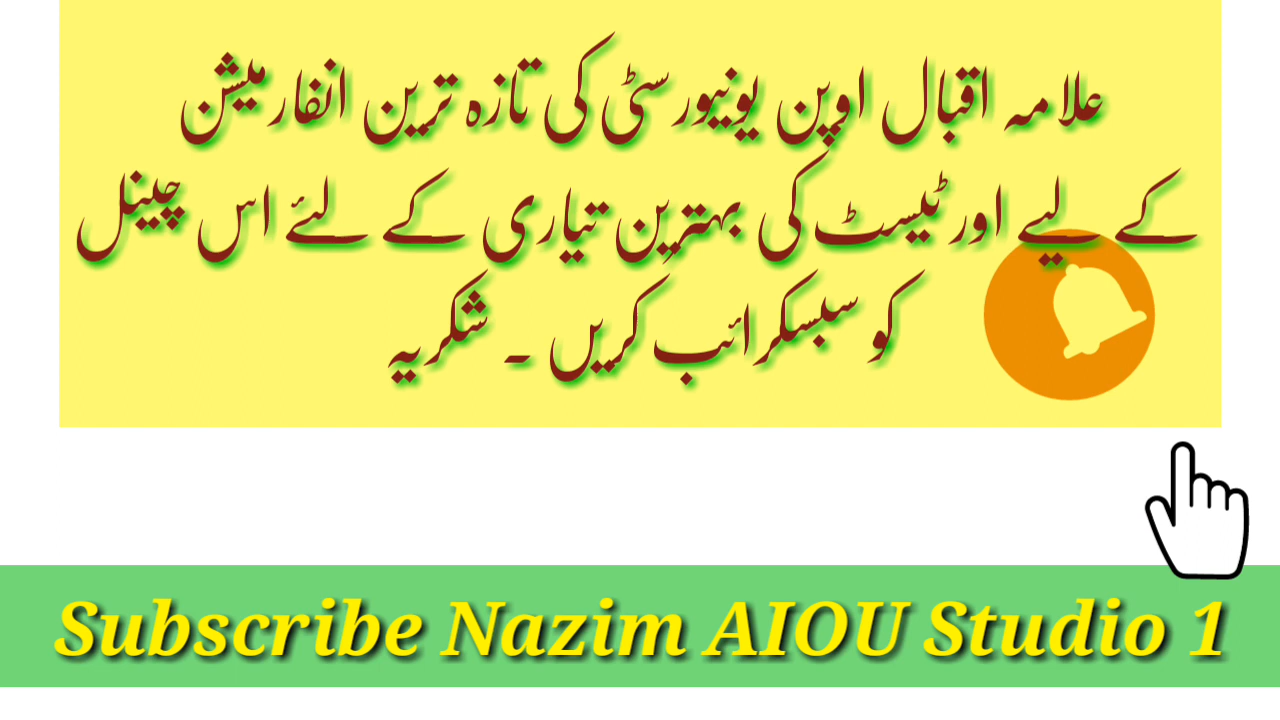 علامہ اقبال اوپن یونیورسٹی کی تازہ ترین انفارمیشن
کے لیے اور ٹیسٹ کی بہترین تیاری کے لئے اس چینل
کو سبسکرائب کریں ۔ شکریہ
Subscribe Nazim AIOU Studio 1